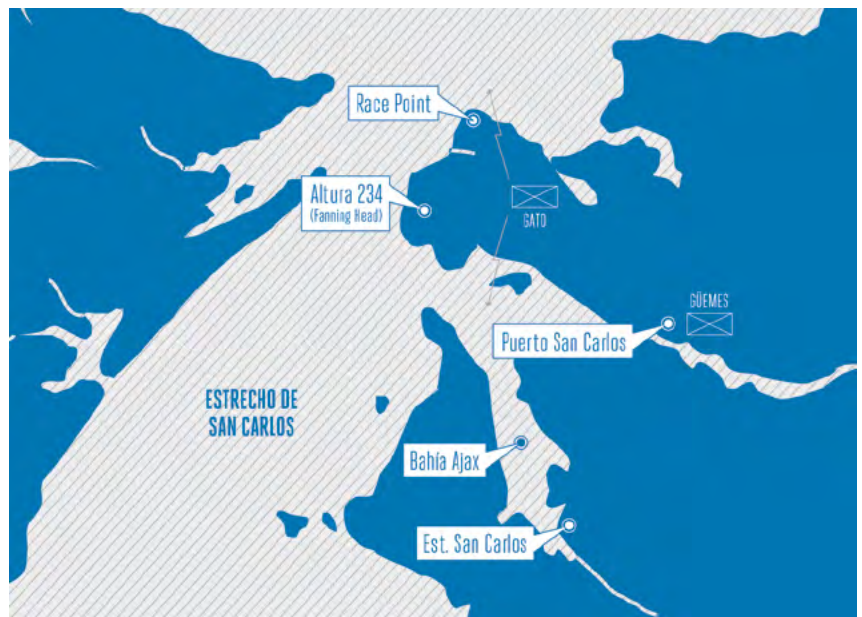 Race Point
Altura 234
(Fanning Head)
GATO
GÜEMES
Puerto San Carlos
ESTRECHO DE
SAN CARLOS
Bahía Ajax
Est. San Carlos